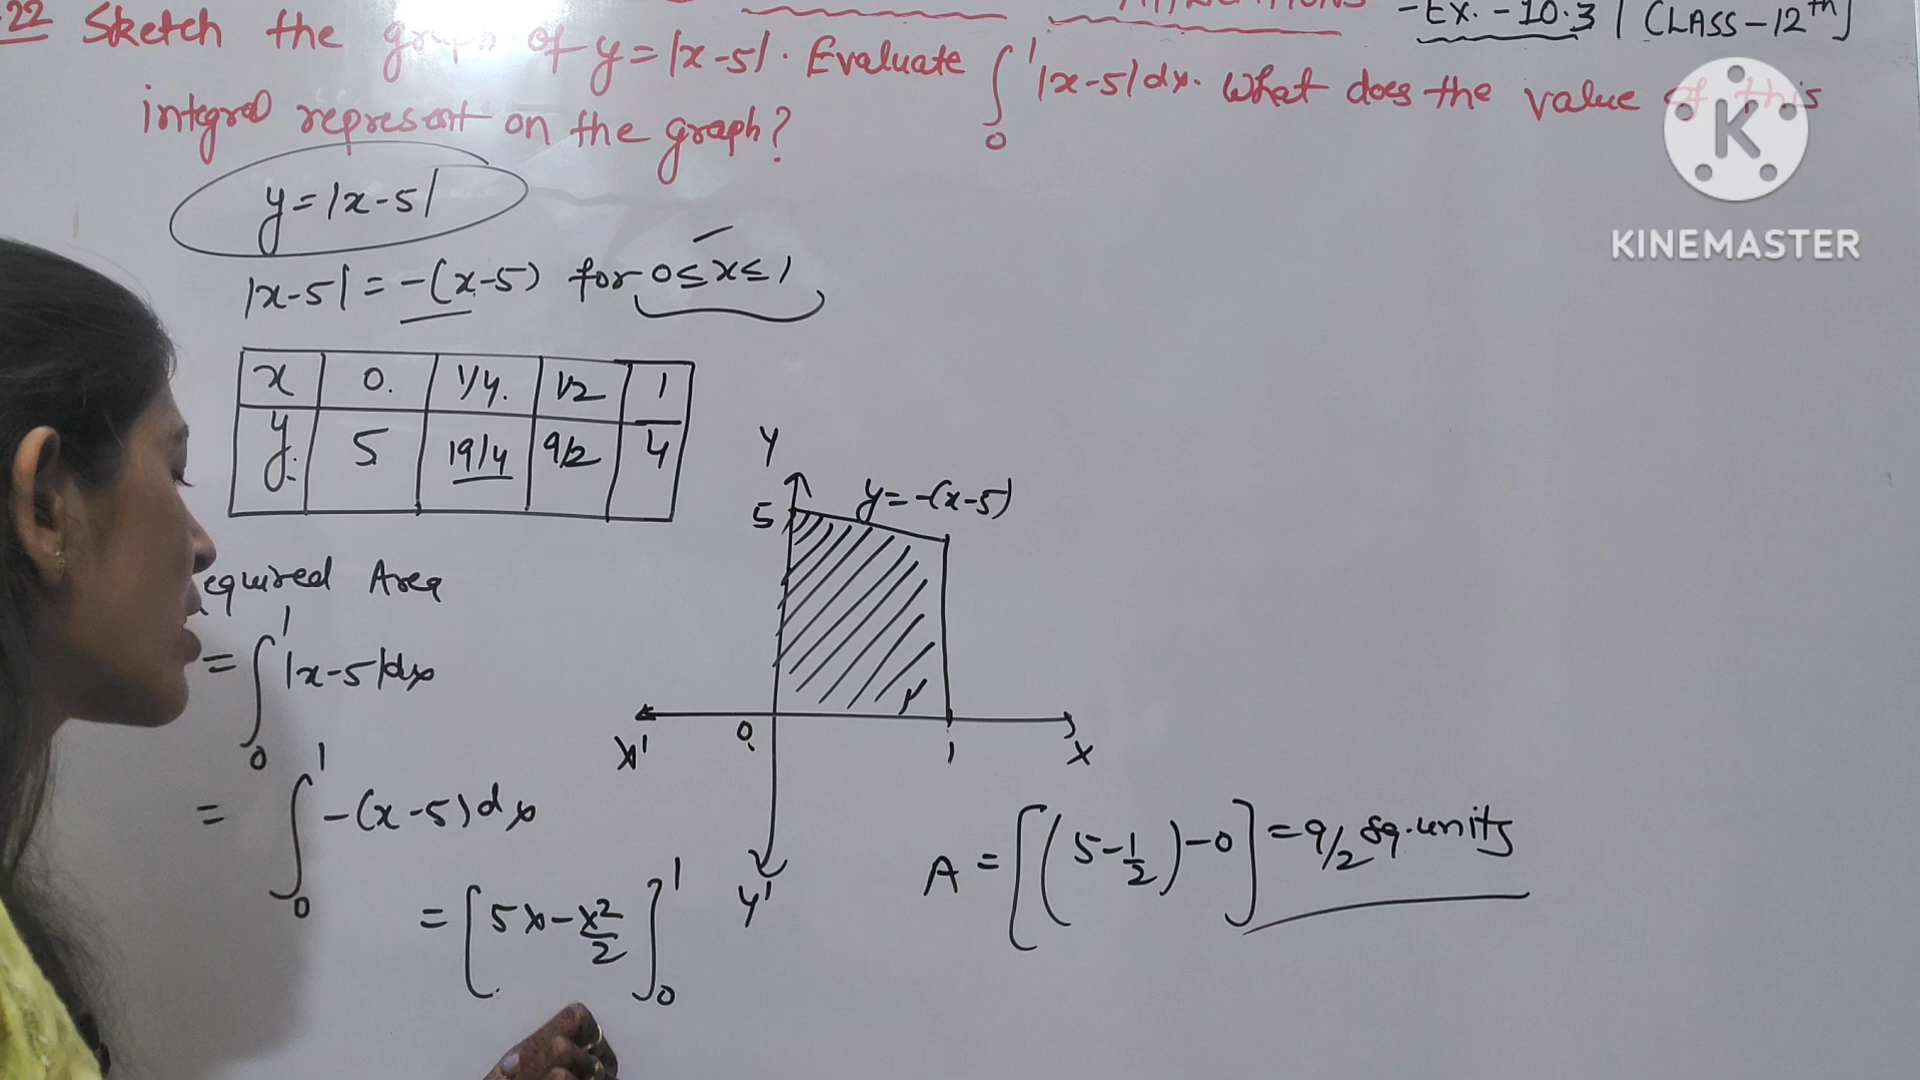 -EX.-10.3 | CLASS-12th]
22 Sketch the graph of y=|x-5|. Evaluate ∫₀¹|x-5|dx. What does the value of this
integral represent on the graph?
K
KINEMASTER
y=|x-5|
|x-5|=-(x-5) for 0≤x≤1
x 0. 1/4. 1/2 1
y 5 19/4 9/2 4
Y
5
y=-(x-5)
X'
0
1
X
Y'
equired Area
=∫₀¹|x-5|dx
=∫₀¹-(x-5)dx
=[5x-x²/2]₀¹
A=[(5-1/2)-0]=9/2 sq.units